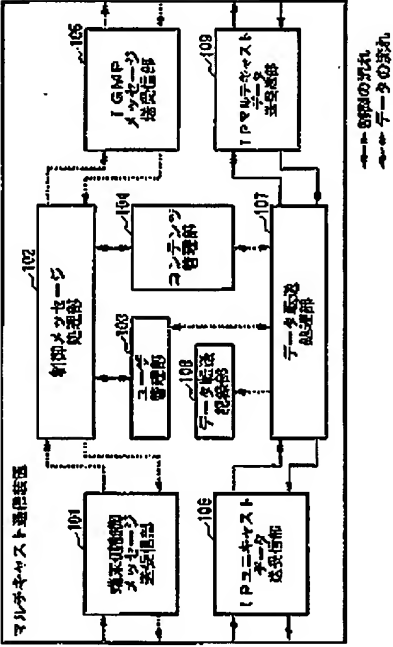 マルチキャスト通信装置
101
端末側制御
メッセージ
送受信部
102
制御メッセージ
処理部
105
IGMP
メッセージ
送受信部
103
ユーザ
管理部
104
コンテンツ
管理部
108
データ転送
記録部
106
IPユニキャスト
データ
送受信部
107
データ転送
処理部
109
IPマルチキャスト
データ
送受信部
制御の流れ
データの流れ